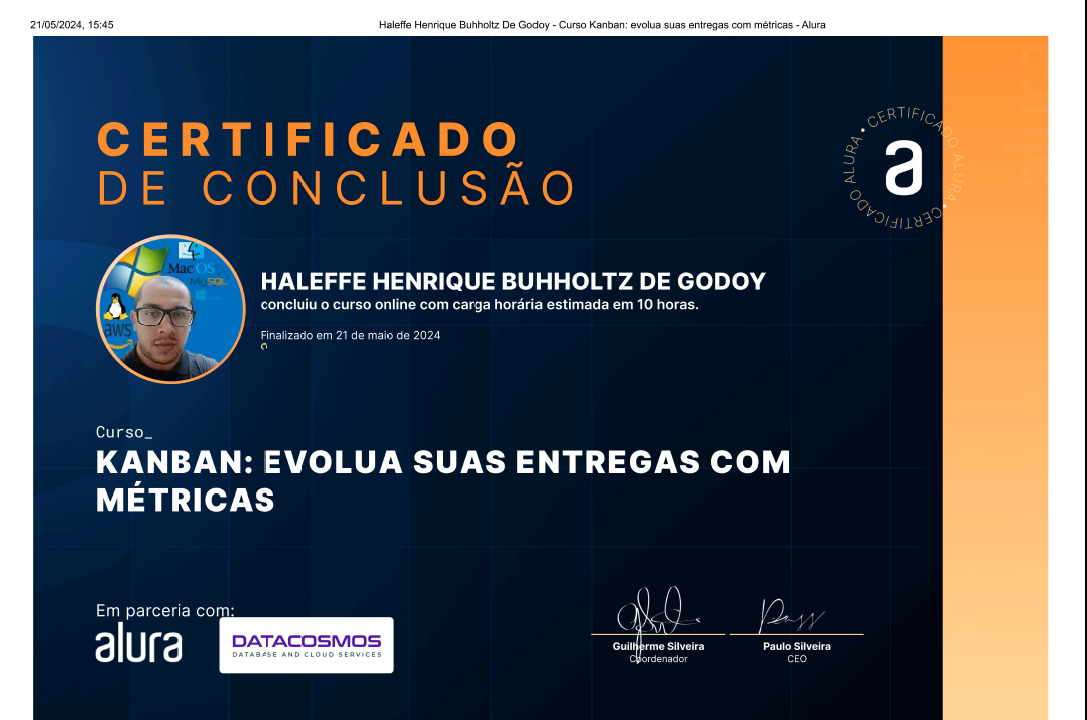 21/05/2024, 15:45
Haleffe Henrique Buhholtz De Godoy - Curso Kanban: evolua suas entregas com métricas - Alura
CERTIFICADO
DE CONCLUSÃO
CERTIFICADO ALURA • CERTIFICADO ALURA •
a
Mac OS
MySQL
aws
HALEFFE HENRIQUE BUHHOLTZ DE GODOY
concluiu o curso online com carga horária estimada em 10 horas.
Finalizado em 21 de maio de 2024
Curso_
KANBAN: EVOLUA SUAS ENTREGAS COM
MÉTRICAS
Em parceria com:
alura
DATACOSMOS
DATABASE AND CLOUD SERVICES
Guilherme Silveira
Coordenador
Paulo Silveira
CEO